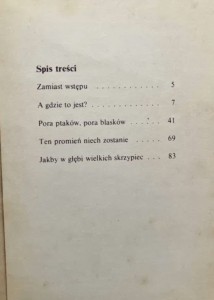 Spis treści
Zamiast wstępu . . . . . . . . . . . . 5
A gdzie to jest? . . . . . . . . . . . . 7
Pora ptaków, pora blasków . . . . . . 41
Ten promień niech zostanie . . . . . . 69
Jakby w głębi wielkich skrzypiec . . . 83